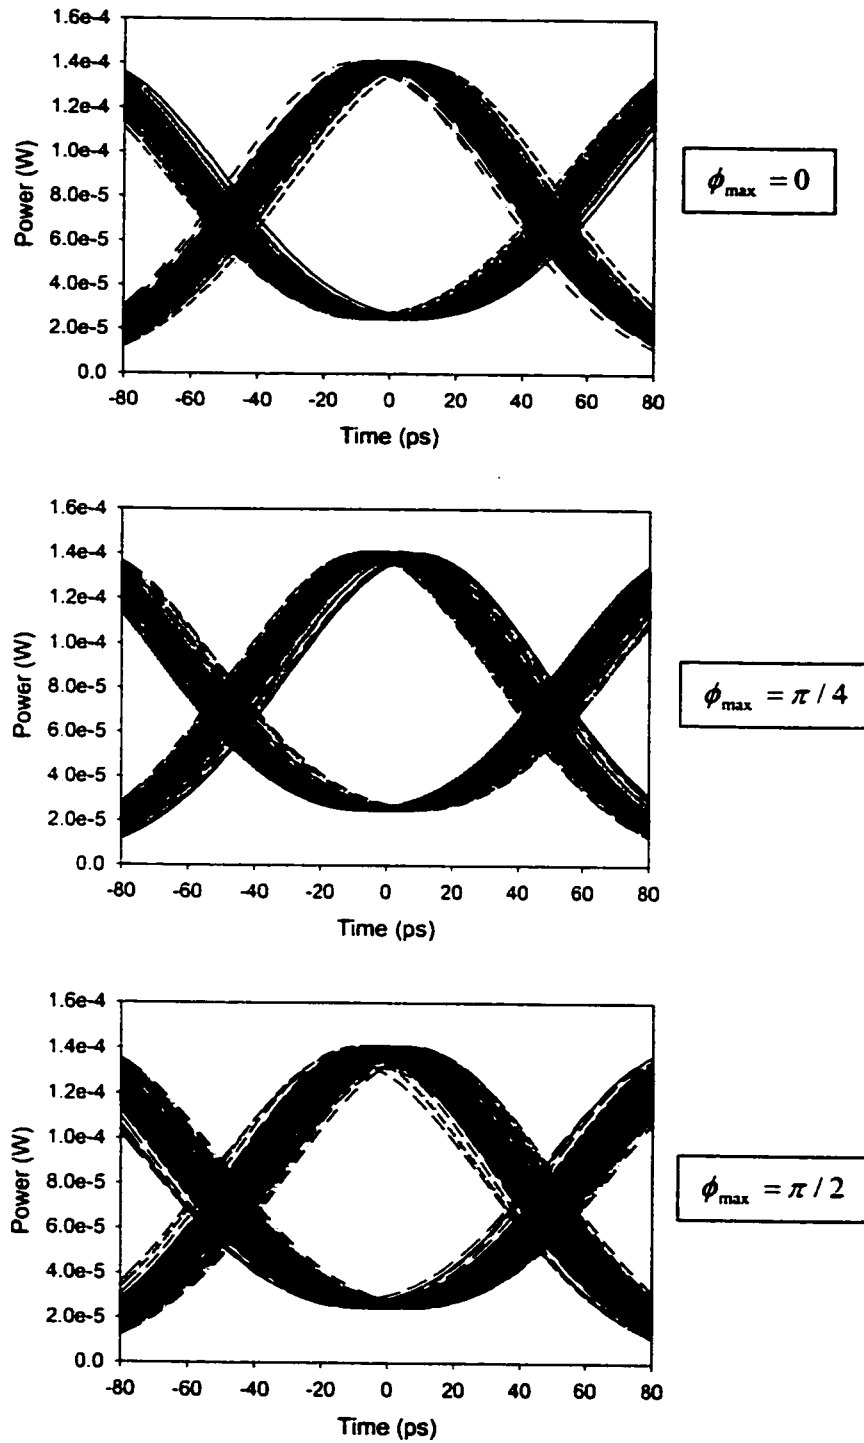 1.6e-4
1.4e-4
1.2e-4
1.0e-4
8.0e-5
6.0e-5
4.0e-5
2.0e-5
0.0
Power (W)
-80 -60 -40 -20 0 20 40 60 80
Time (ps)
ϕmax = 0
1.6e-4
1.4e-4
1.2e-4
1.0e-4
8.0e-5
6.0e-5
4.0e-5
2.0e-5
0.0
Power (W)
-80 -60 -40 -20 0 20 40 60 80
Time (ps)
ϕmax = π / 4
1.6e-4
1.4e-4
1.2e-4
1.0e-4
8.0e-5
6.0e-5
4.0e-5
2.0e-5
0.0
Power (W)
-80 -60 -40 -20 0 20 40 60 80
Time (ps)
ϕmax = π / 2